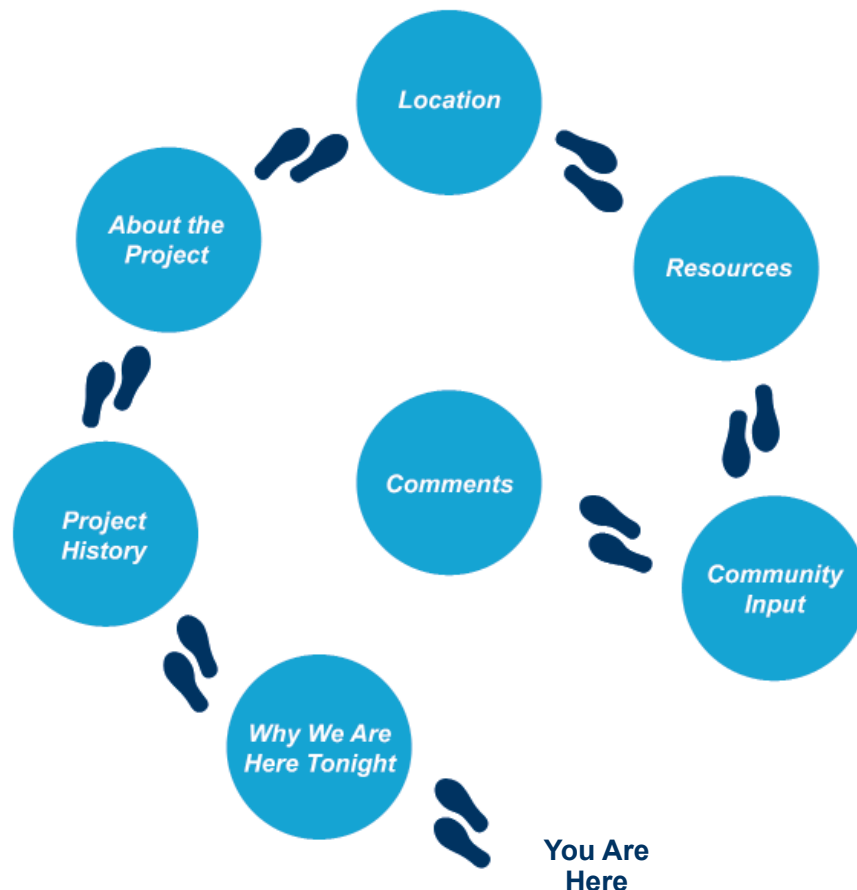 Location
About the
Project
Resources
Comments
Project
History
Community
Input
Why We Are
Here Tonight
You Are
Here